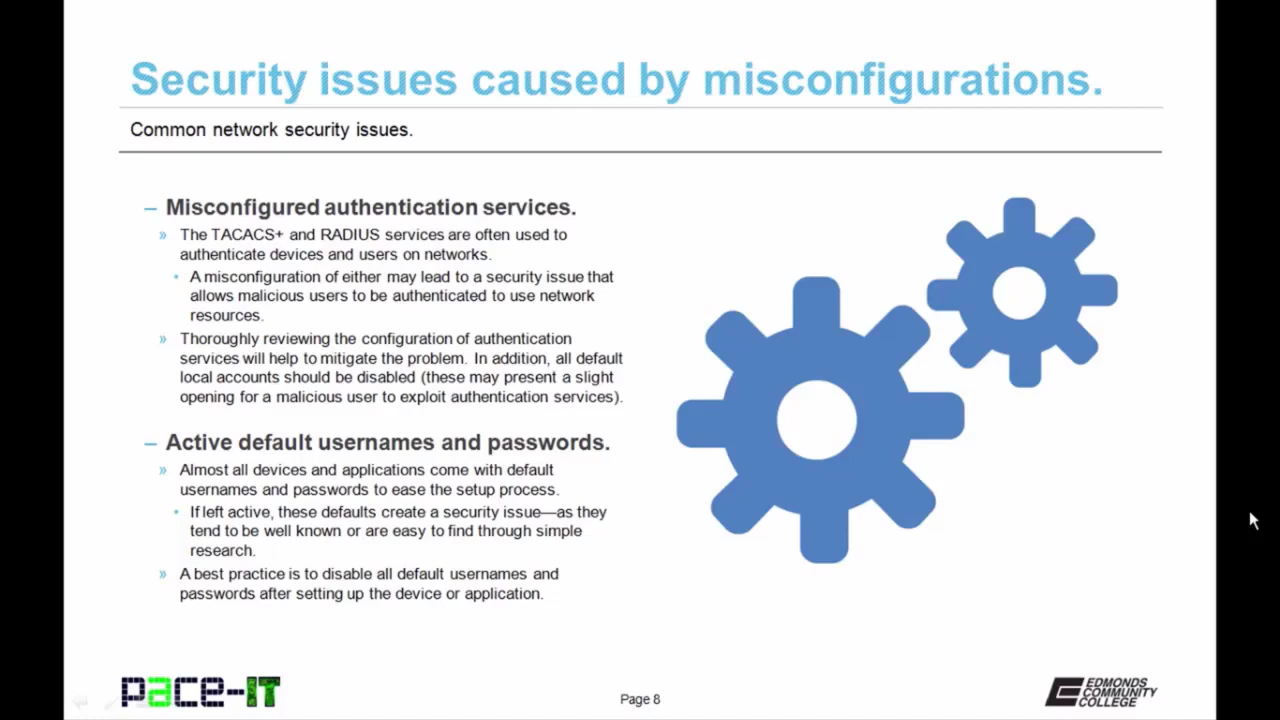 Security issues caused by misconfigurations.
Common network security issues.
– Misconfigured authentication services.
» The TACACS+ and RADIUS services are often used to
authenticate devices and users on networks.
• A misconfiguration of either may lead to a security issue that
allows malicious users to be authenticated to use network
resources.
» Thoroughly reviewing the configuration of authentication
services will help to mitigate the problem. In addition, all default
local accounts should be disabled (these may present a slight
opening for a malicious user to exploit authentication services).
– Active default usernames and passwords.
» Almost all devices and applications come with default
usernames and passwords to ease the setup process.
• If left active, these defaults create a security issue—as they
tend to be well known or are easy to find through simple
research.
» A best practice is to disable all default usernames and
passwords after setting up the device or application.
pace-IT
Page 8
EDMONDS
COMMUNITY
COLLEGE